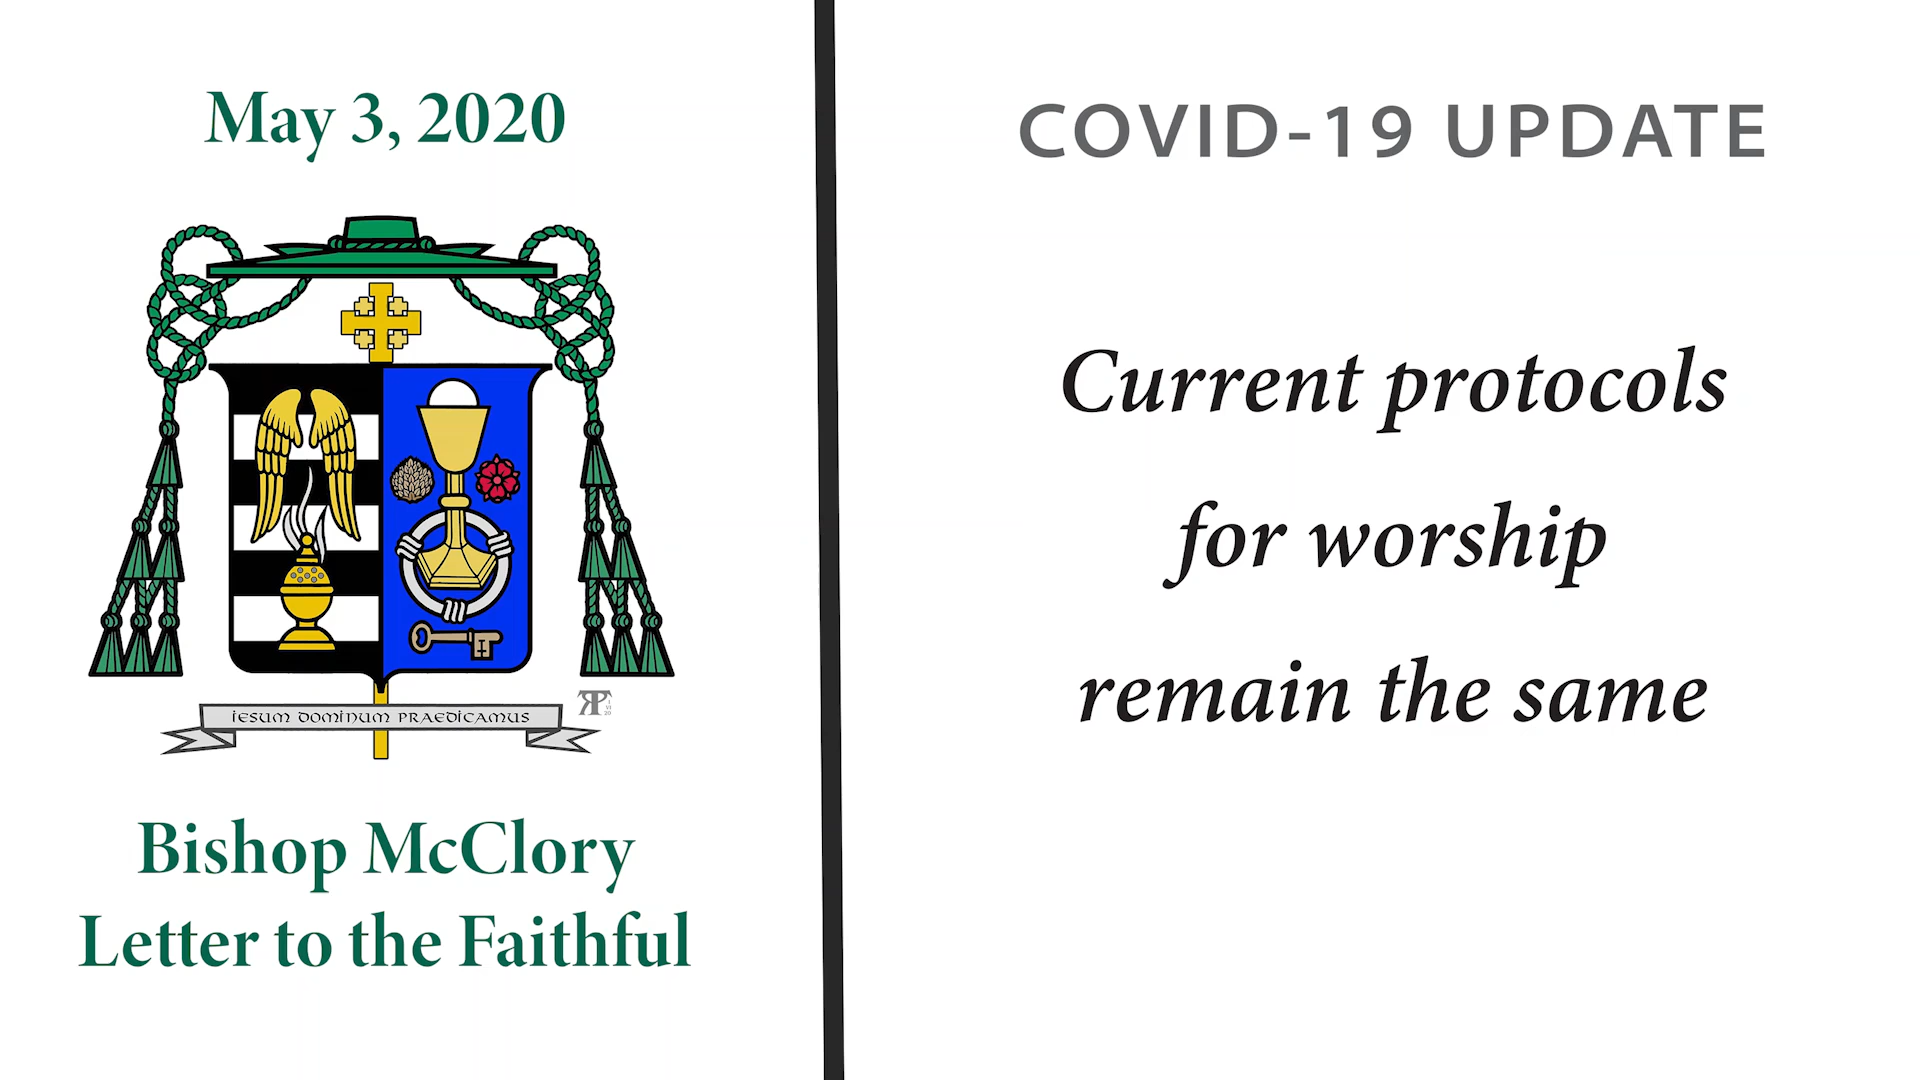 May 3, 2020
IESUM DOMINUM PRAEDICAMUS
Bishop McClory
Letter to the Faithful
COVID-19 UPDATE
Current protocols
for worship
remain the same